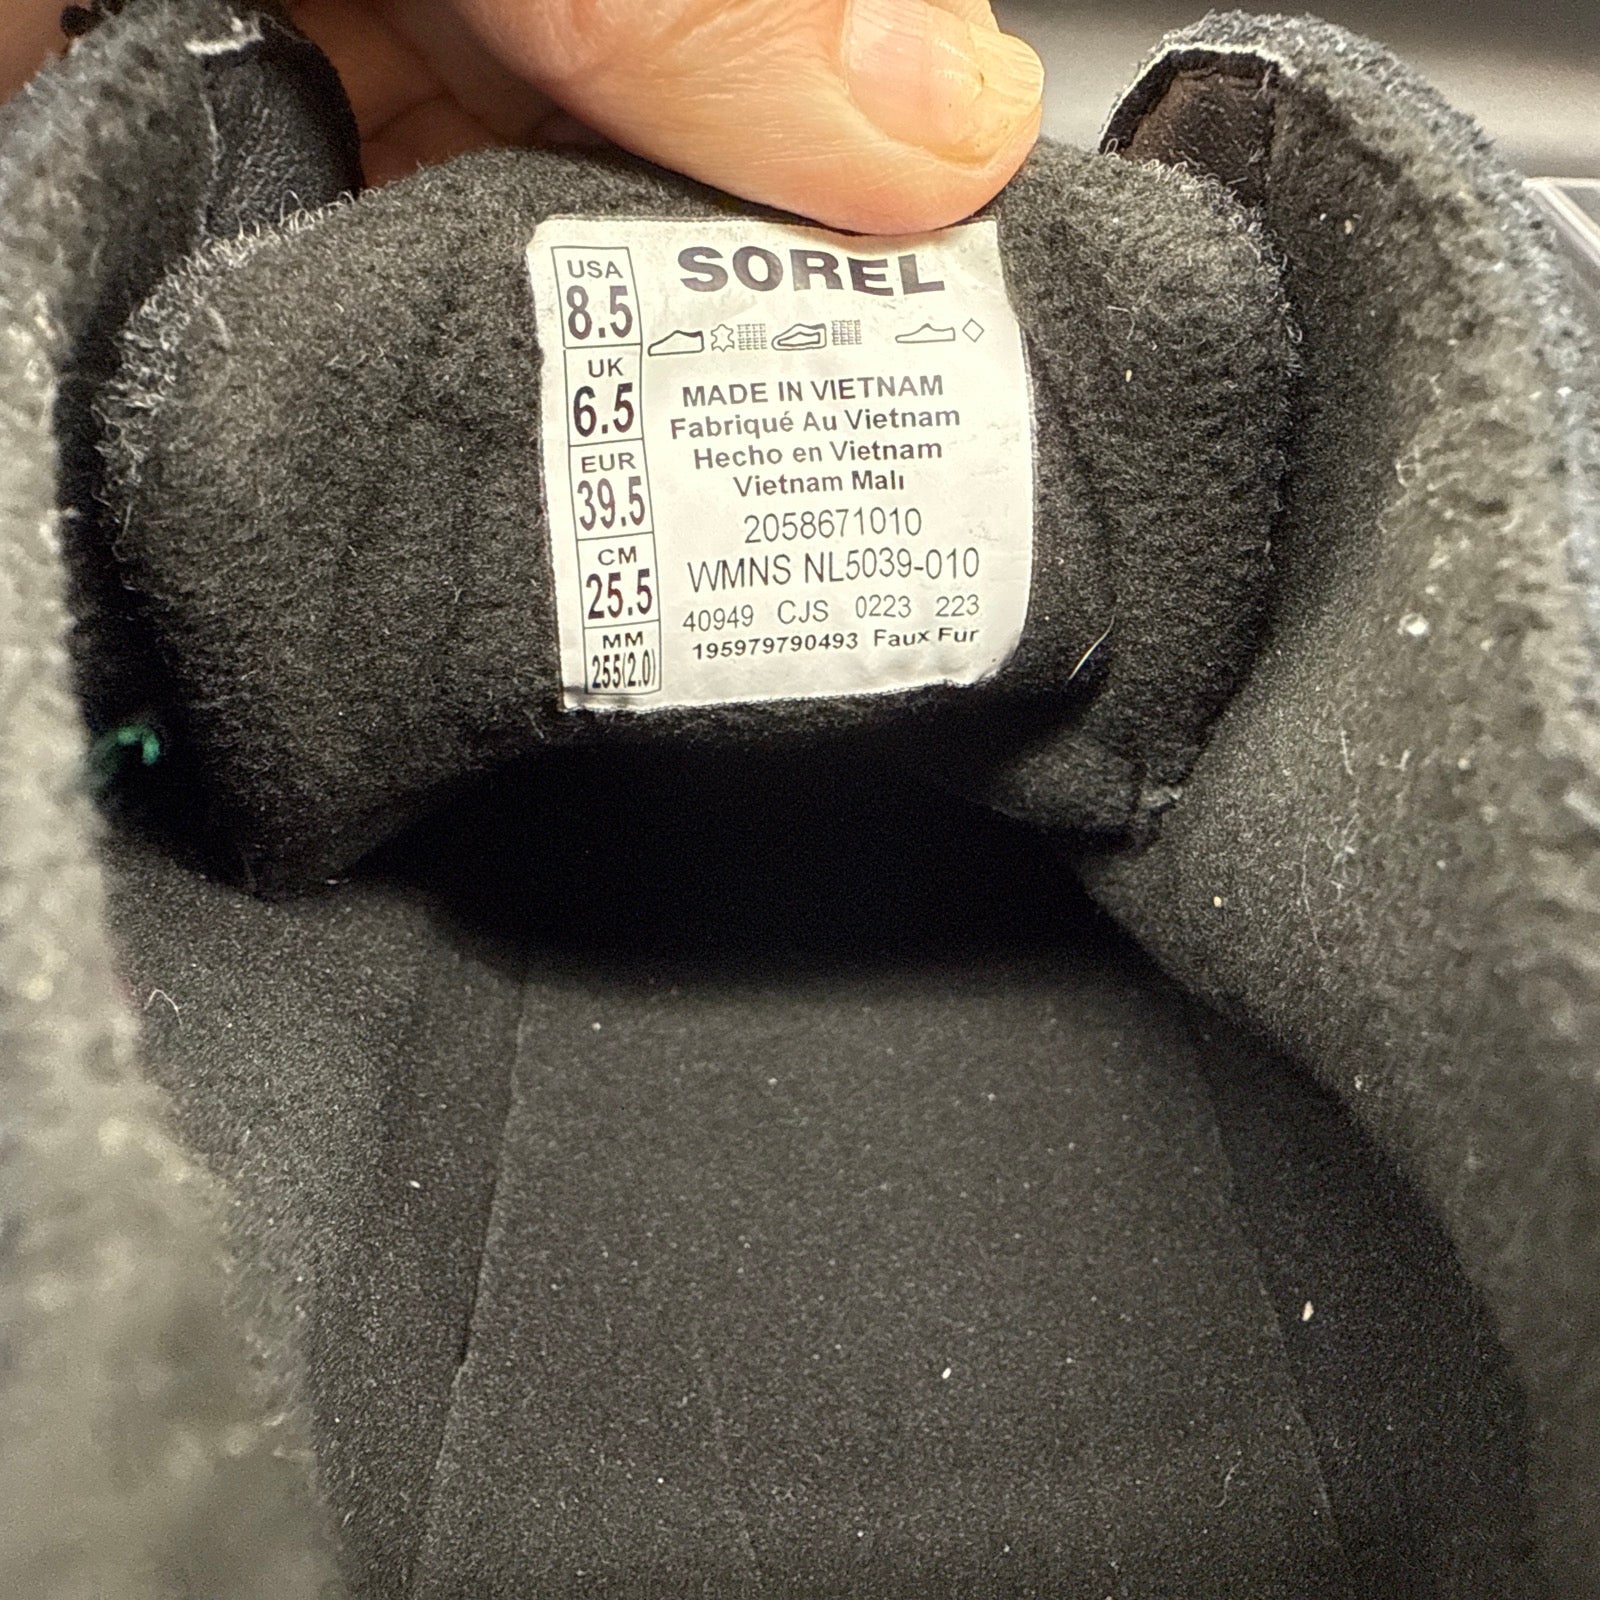 USA
8.5
UK
6.5
EUR
39.5
CM
25.5
MM
255(2.0)
SOREL
MADE IN VIETNAM
Fabriqué Au Vietnam
Hecho en Vietnam
Vietnam Malı
2058671010
WMNS NL5039-010
40949 CJS 0223 223
195979790493 Faux Fur